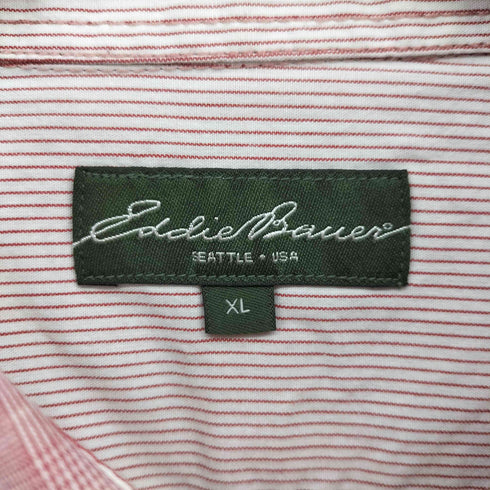 Eddie Bauer®
SEATTLE • USA
XL